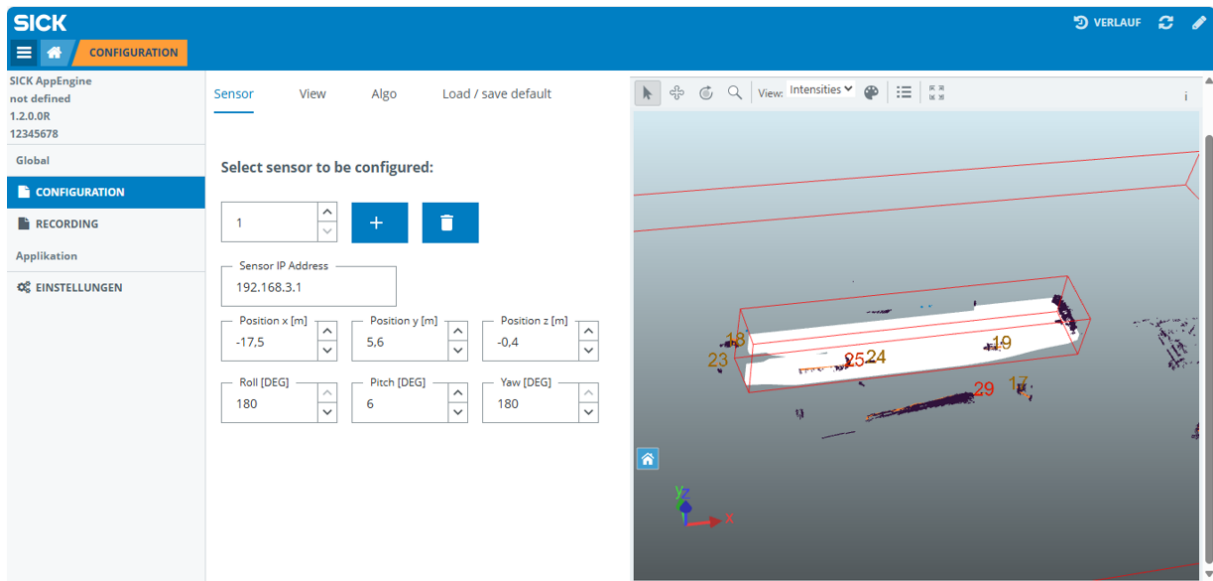 SICK
VERLAUF
CONFIGURATION
SICK AppEngine
not defined
1.2.0.0R
12345678
Global
CONFIGURATION
RECORDING
Applikation
EINSTELLUNGEN
Sensor View Algo Load / save default
Select sensor to be configured:
1
Sensor IP Address
192.168.3.1
Position x [m] Position y [m] Position z [m]
-17,5 5,6 -0,4
Roll [DEG] Pitch [DEG] Yaw [DEG]
180 6 180
View: Intensities
i
18 19
23 25 24
29 17
y z
x